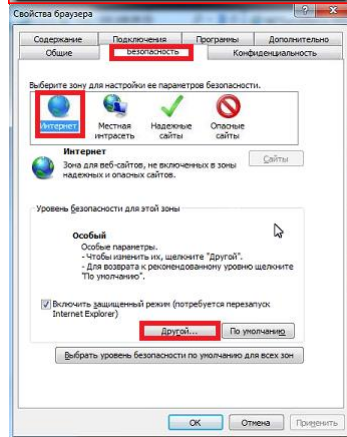 Свойства браузера
Содержание Подключения Программы Дополнительно
Общие Безопасность Конфиденциальность
Выберите зону для настройки ее параметров безопасности.
Интернет Местная интрасеть Надежные сайты Опасные сайты
Интернет
Зона для веб-сайтов, не включенных в зоны
надежных и опасных сайтов.
Сайты
Уровень безопасности для этой зоны
Особый
Особые параметры.
- Чтобы изменить их, щелкните "Другой".
- Для возврата к рекомендованному уровню щелкните
"По умолчанию".
Включить защищенный режим (потребуется перезапуск
Internet Explorer)
Другой... По умолчанию
Выбрать уровень безопасности по умолчанию для всех зон
OK Отмена Применить